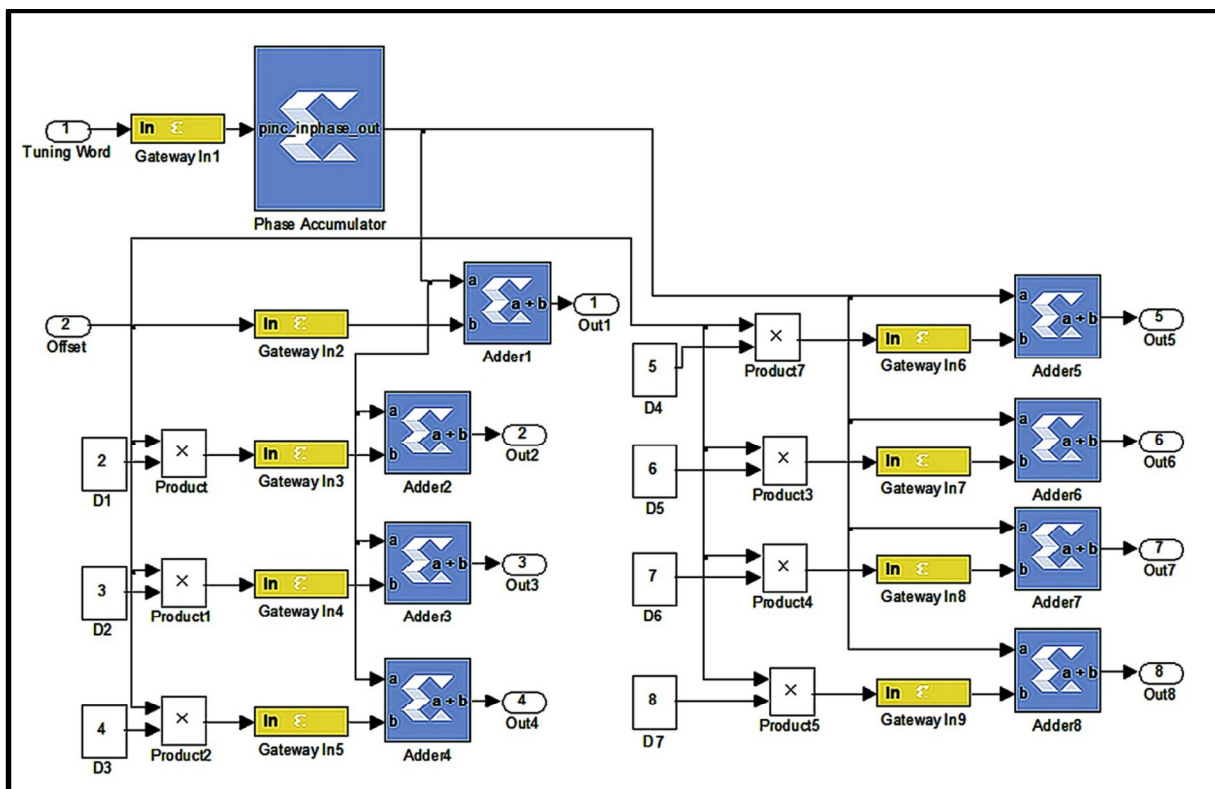 1
Tuning Word
In
Gateway In1
pinc_inphase_out
Phase Accumulator
2
Offset
In
Gateway In2
a
b
a + b
Adder1
1
Out1
2
D1
×
Product
In
Gateway In3
a
b
a + b
Adder2
2
Out2
3
D2
×
Product1
In
Gateway In4
a
b
a + b
Adder3
3
Out3
4
D3
×
Product2
In
Gateway In5
a
b
a + b
Adder4
4
Out4
5
D4
×
Product7
In
Gateway In6
a
b
a + b
Adder5
5
Out5
6
D5
×
Product3
In
Gateway In7
a
b
a + b
Adder6
6
Out6
7
D6
×
Product4
In
Gateway In8
a
b
a + b
Adder7
7
Out7
8
D7
×
Product5
In
Gateway In9
a
b
a + b
Adder8
8
Out8